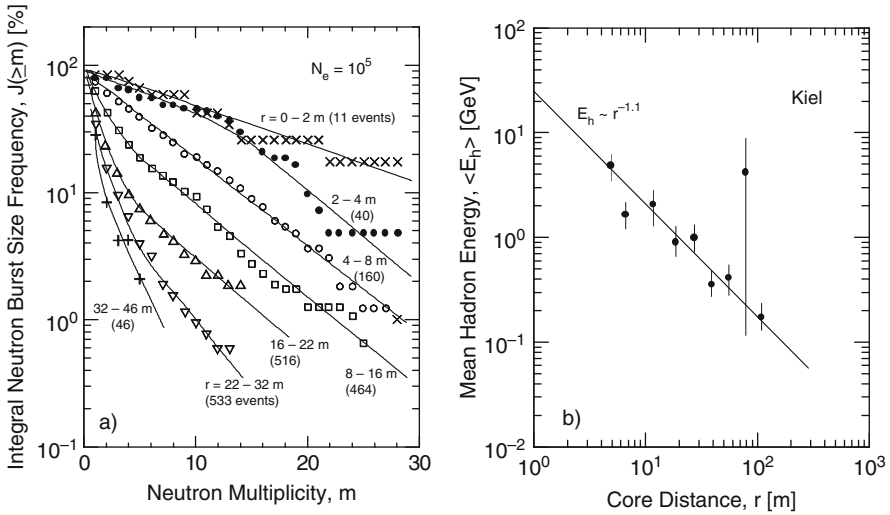 Integral Neutron Burst Size Frequency, J(≥m) [%]
10²
10¹
10⁰
10⁻¹
N_e = 10⁵
r = 0 – 2 m (11 events)
2 – 4 m
(40)
4 – 8 m
(160)
32 – 46 m
(46)
16 – 22 m
(516)
8 – 16 m
(464)
r = 22 – 32 m
(533 events)
a)
0
10
20
30
Neutron Multiplicity, m
Mean Hadron Energy, <E_h> [GeV]
10²
10¹
10⁰
10⁻¹
10⁻²
E_h ~ r⁻¹·¹
Kiel
b)
10⁰
10¹
10²
10³
Core Distance, r [m]